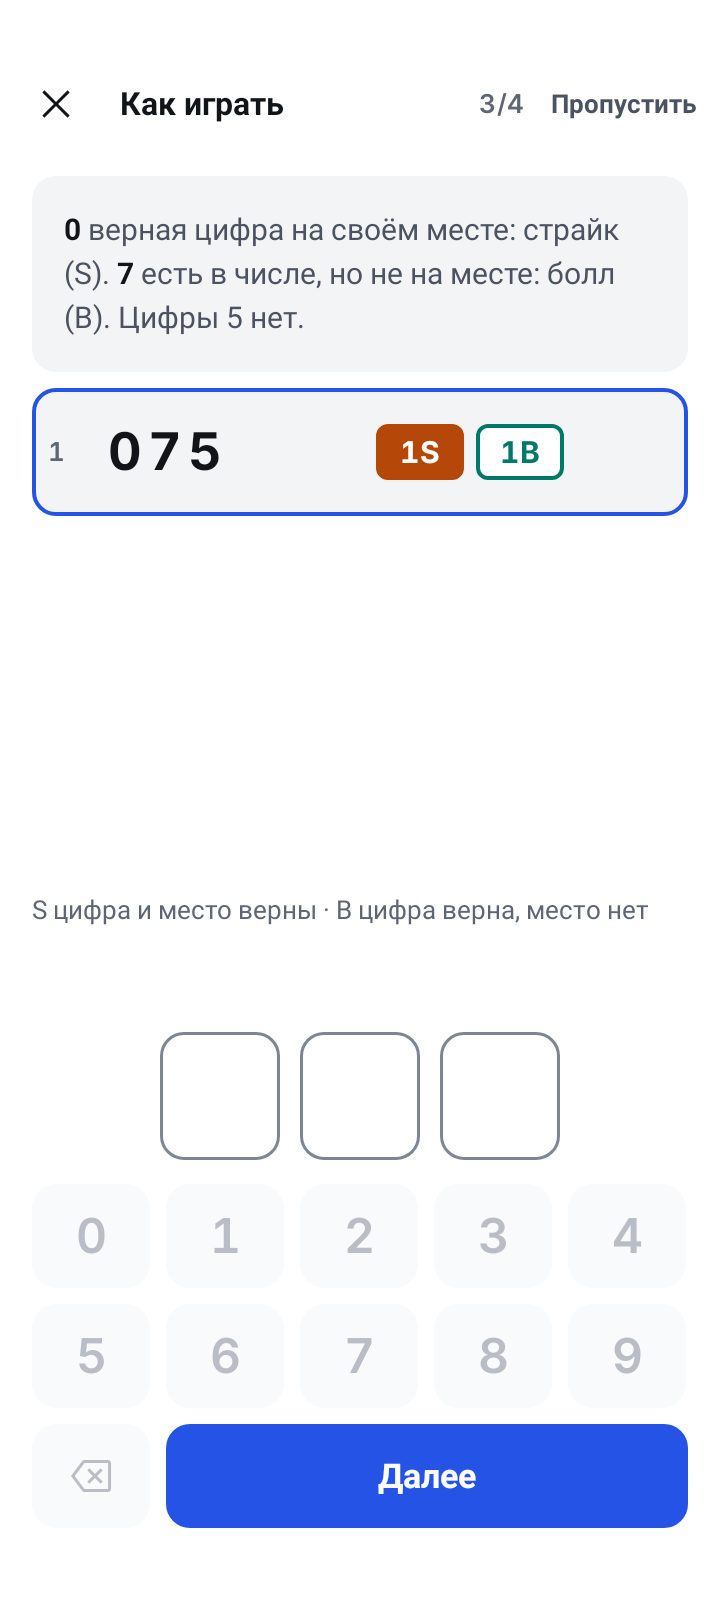 Как играть 3/4 Пропустить
0 верная цифра на своём месте: страйк
(S). 7 есть в числе, но не на месте: болл
(B). Цифры 5 нет.
1 075 1S 1B
S цифра и место верны · B цифра верна, место нет
0 1 2 3 4
5 6 7 8 9
Далее